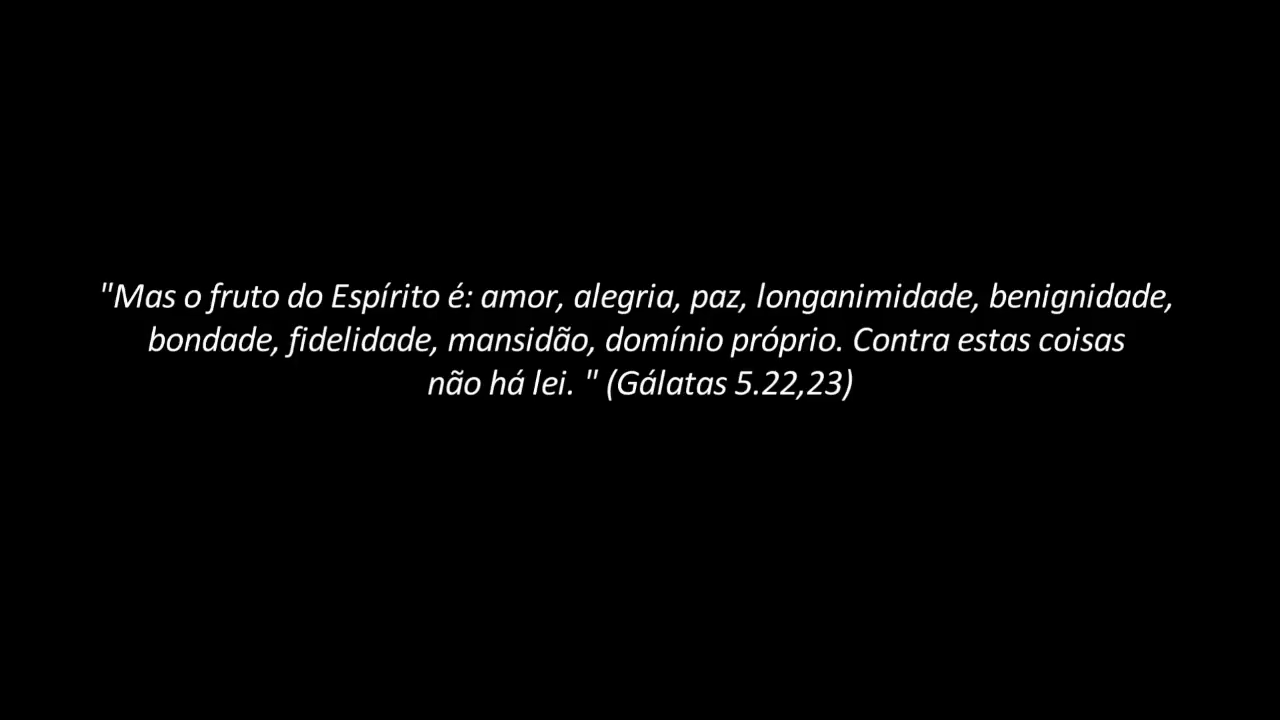 "Mas o fruto do Espírito é: amor, alegria, paz, longanimidade, benignidade,
bondade, fidelidade, mansidão, domínio próprio. Contra estas coisas
não há lei. " (Gálatas 5.22,23)